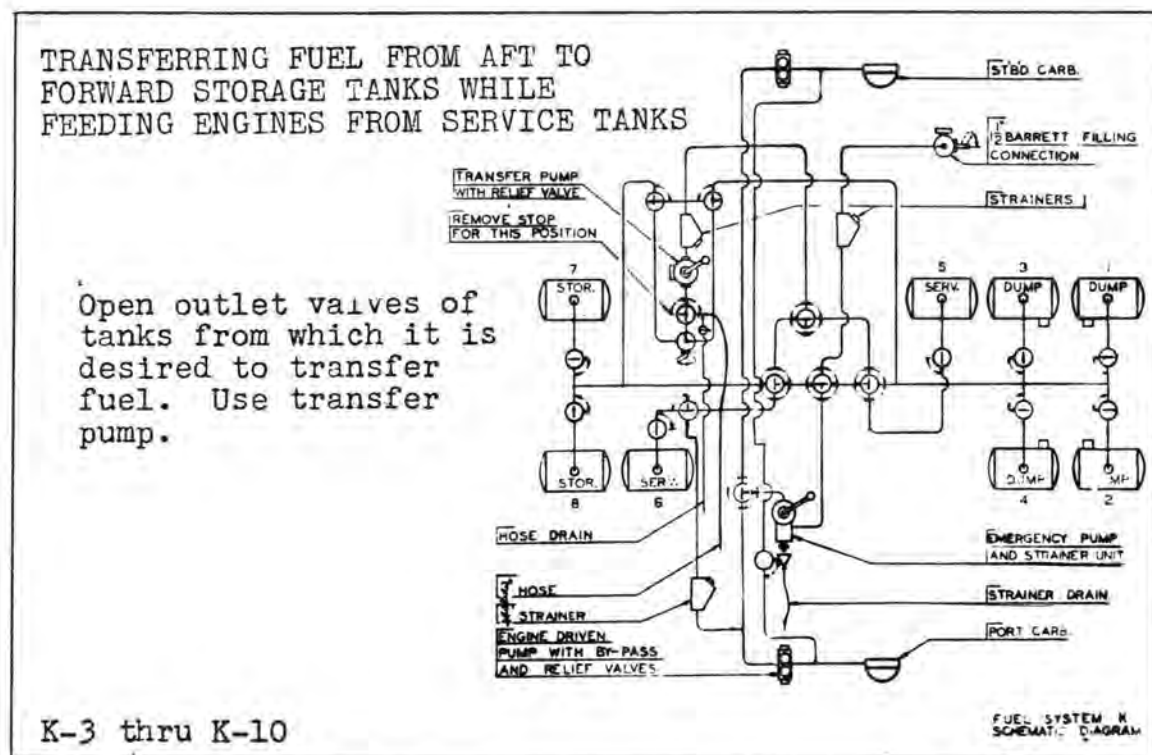 TRANSFERRING FUEL FROM AFT TO
FORWARD STORAGE TANKS WHILE
FEEDING ENGINES FROM SERVICE TANKS
STBD CARB.
1" 1/2 BARRETT FILLING
CONNECTION
TRANSFER PUMP
WITH RELIEF VALVE
STRAINERS
REMOVE STOP
FOR THIS POSITION
7
STOR.
5
SERV.
3
DUMP
1
DUMP
Open outlet valves of
tanks from which it is
desired to transfer
fuel. Use transfer
pump.
STOR.
8
SERV.
6
DUMP
4
MP
2
HOSE DRAIN
EMERGENCY PUMP
AND STRAINER UNIT
HOSE
STRAINER
STRAINER DRAIN
ENGINE DRIVEN
PUMP WITH BY-PASS
AND RELIEF VALVES
PORT CARB.
K-3 thru K-10
FUEL SYSTEM K
SCHEMATIC DIAGRAM